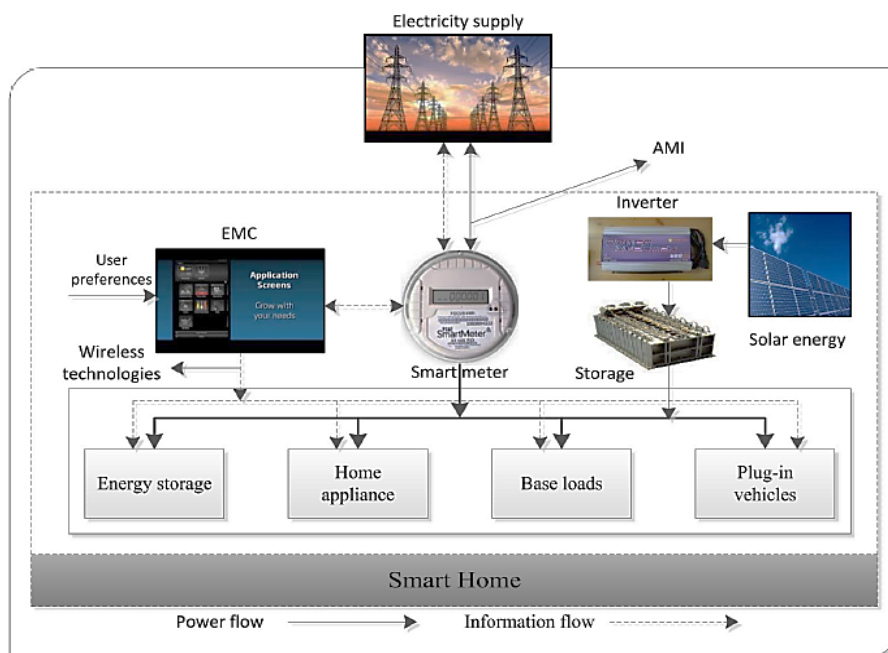 Electricity supply
AMI
EMC
Inverter
User
preferences
Application
Screens
Grow with
your needs
SmartMeter
Solar energy
Wireless
technologies
Smart meter
Storage
Energy storage
Home
appliance
Base loads
Plug-in
vehicles
Smart Home
Power flow
Information flow